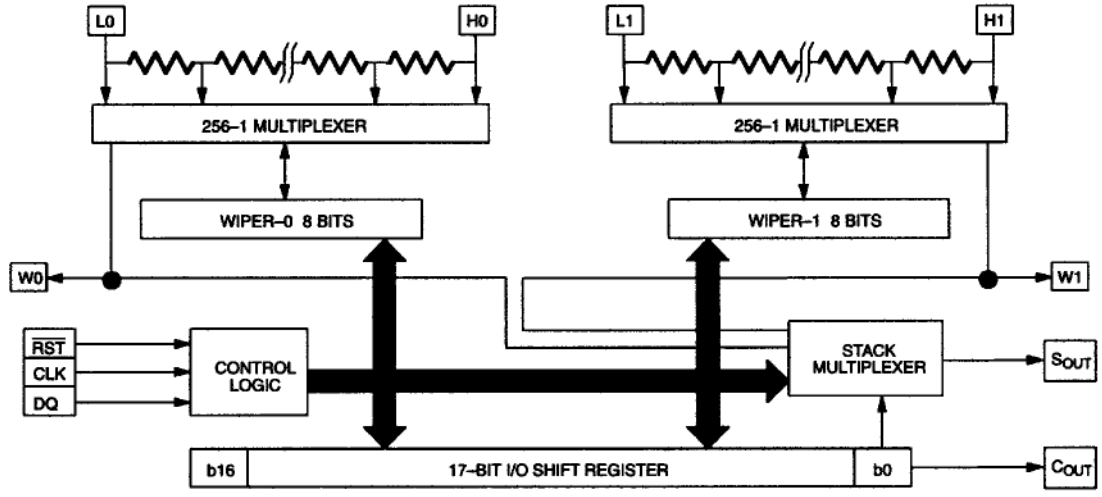 L0 H0 L1 H1
256–1 MULTIPLEXER 256–1 MULTIPLEXER
WIPER–0 8 BITS WIPER–1 8 BITS
W0 W1
RST
CLK
DQ
CONTROL
LOGIC
STACK
MULTIPLEXER
SOUT
b16 17–BIT I/O SHIFT REGISTER b0
COUT